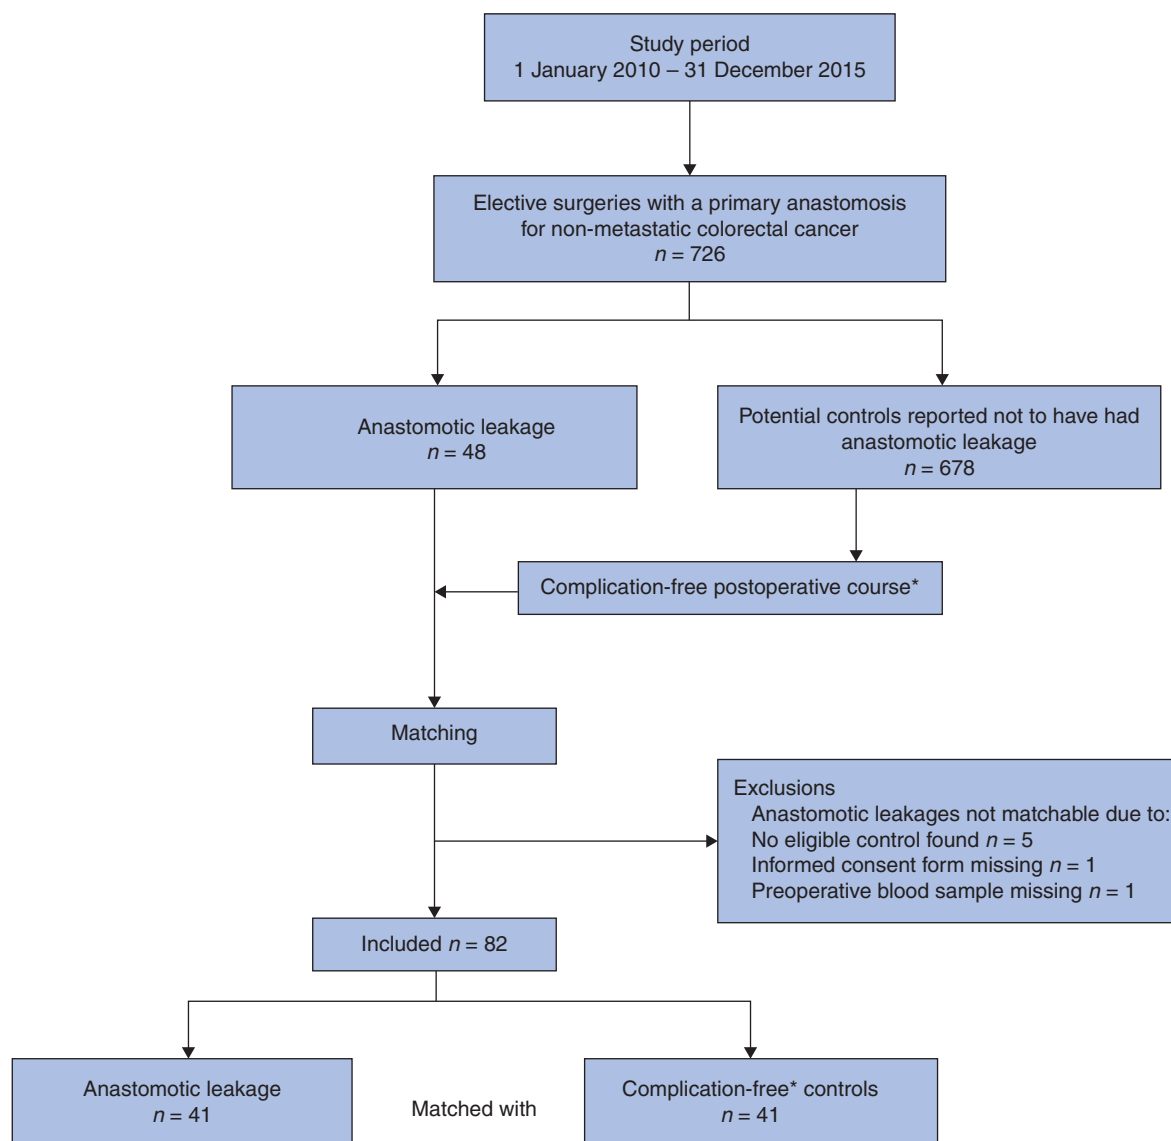 Study period
1 January 2010 – 31 December 2015
Elective surgeries with a primary anastomosis
for non-metastatic colorectal cancer
n = 726
Anastomotic leakage
n = 48
Potential controls reported not to have had
anastomotic leakage
n = 678
Complication-free postoperative course*
Matching
Exclusions
Anastomotic leakages not matchable due to:
No eligible control found n = 5
Informed consent form missing n = 1
Preoperative blood sample missing n = 1
Included n = 82
Anastomotic leakage
n = 41
Matched with
Complication-free* controls
n = 41